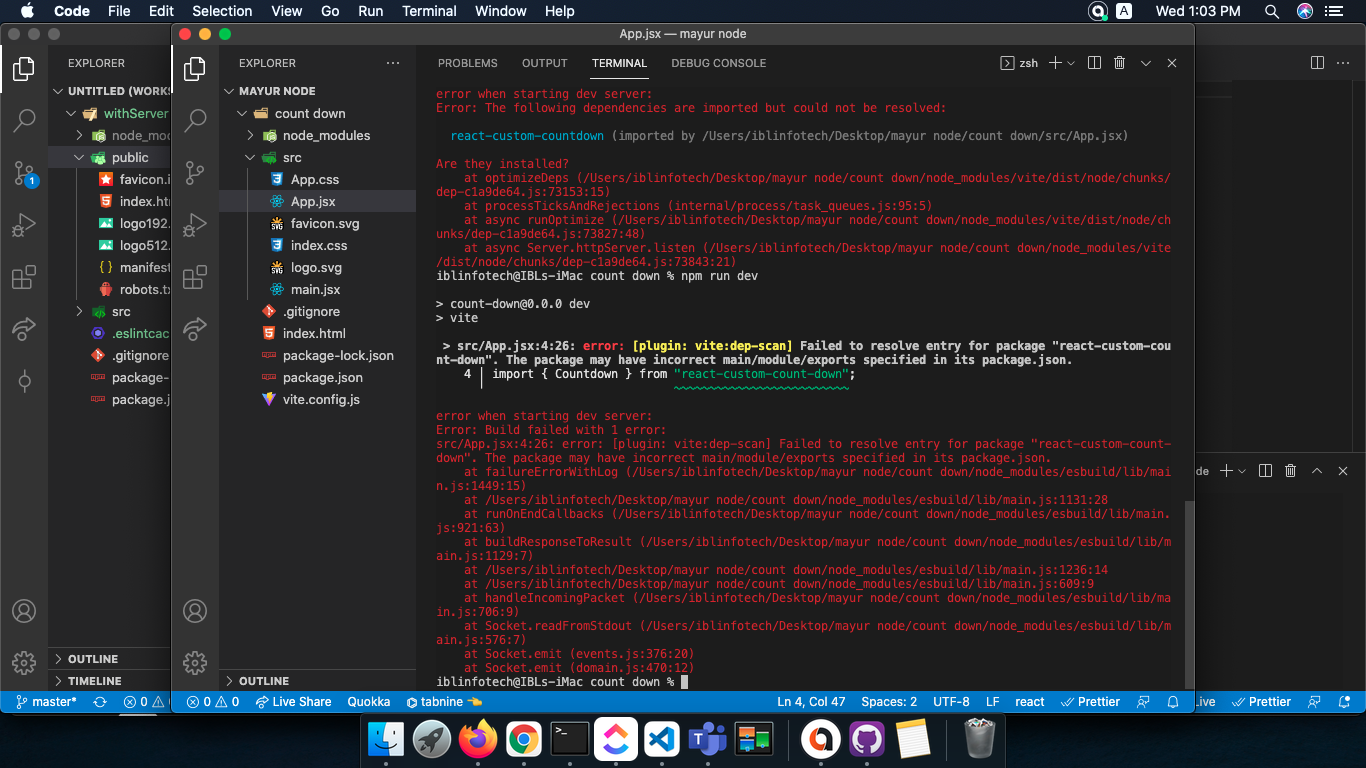 Code File Edit Selection View Go Run Terminal Window Help
A
Wed 1:03 PM
App.jsx — mayur node
EXPLORER
UNTITLED (WORKS
withServer
node_mod
public
favicon.i
index.htm
logo192.
logo512.
manifest
robots.tx
src
.eslintcac
.gitignore
package-
package.j
OUTLINE
TIMELINE
1
EXPLORER
MAYUR NODE
count down
node_modules
src
App.css
App.jsx
favicon.svg
index.css
logo.svg
main.jsx
.gitignore
index.html
package-lock.json
package.json
vite.config.js
OUTLINE
PROBLEMS OUTPUT TERMINAL DEBUG CONSOLE
zsh
error when starting dev server:
Error: The following dependencies are imported but could not be resolved:
react-custom-countdown (imported by /Users/iblinfotech/Desktop/mayur node/count down/src/App.jsx)
Are they installed?
at optimizeDeps (/Users/iblinfotech/Desktop/mayur node/count down/node_modules/vite/dist/node/chunks/
dep-c1a9de64.js:73153:15)
at processTicksAndRejections (internal/process/task_queues.js:95:5)
at async runOptimize (/Users/iblinfotech/Desktop/mayur node/count down/node_modules/vite/dist/node/ch
unks/dep-c1a9de64.js:73827:48)
at async Server.httpServer.listen (/Users/iblinfotech/Desktop/mayur node/count down/node_modules/vite
/dist/node/chunks/dep-c1a9de64.js:73843:21)
iblinfotech@IBLs-iMac count down % npm run dev
> count-down@0.0.0 dev
> vite
> src/App.jsx:4:26: error: [plugin: vite:dep-scan] Failed to resolve entry for package "react-custom-cou
nt-down". The package may have incorrect main/module/exports specified in its package.json.
4 │ import { Countdown } from "react-custom-count-down";
error when starting dev server:
Error: Build failed with 1 error:
src/App.jsx:4:26: error: [plugin: vite:dep-scan] Failed to resolve entry for package "react-custom-count-
down". The package may have incorrect main/module/exports specified in its package.json.
at failureErrorWithLog (/Users/iblinfotech/Desktop/mayur node/count down/node_modules/esbuild/lib/mai
n.js:1449:15)
at /Users/iblinfotech/Desktop/mayur node/count down/node_modules/esbuild/lib/main.js:1131:28
at runOnEndCallbacks (/Users/iblinfotech/Desktop/mayur node/count down/node_modules/esbuild/lib/main.
js:921:63)
at buildResponseToResult (/Users/iblinfotech/Desktop/mayur node/count down/node_modules/esbuild/lib/m
ain.js:1129:7)
at /Users/iblinfotech/Desktop/mayur node/count down/node_modules/esbuild/lib/main.js:1236:14
at /Users/iblinfotech/Desktop/mayur node/count down/node_modules/esbuild/lib/main.js:609:9
at handleIncomingPacket (/Users/iblinfotech/Desktop/mayur node/count down/node_modules/esbuild/lib/ma
in.js:706:9)
at Socket.readFromStdout (/Users/iblinfotech/Desktop/mayur node/count down/node_modules/esbuild/lib/m
ain.js:576:7)
at Socket.emit (events.js:376:20)
at Socket.emit (domain.js:470:12)
iblinfotech@IBLs-iMac count down %
de
master* 0
0 0 Live Share Quokka tabnine Ln 4, Col 47 Spaces: 2 UTF-8 LF react Prettier
Live Prettier